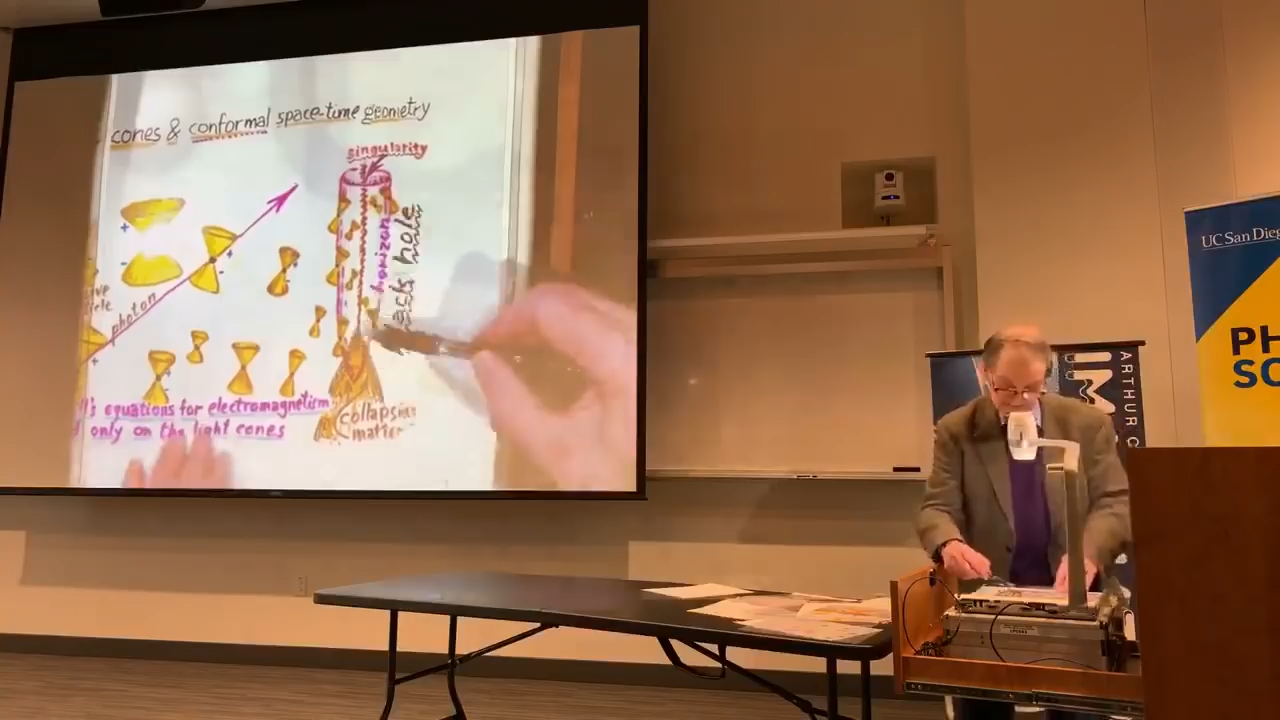 cones & conformal space-time geometry
singularity
horizon
hole
photon
+
-
's equations for electromagnetism
only on the light cones
collapsing
matter
UC San Dieg
PH
SC
ARTHUR C